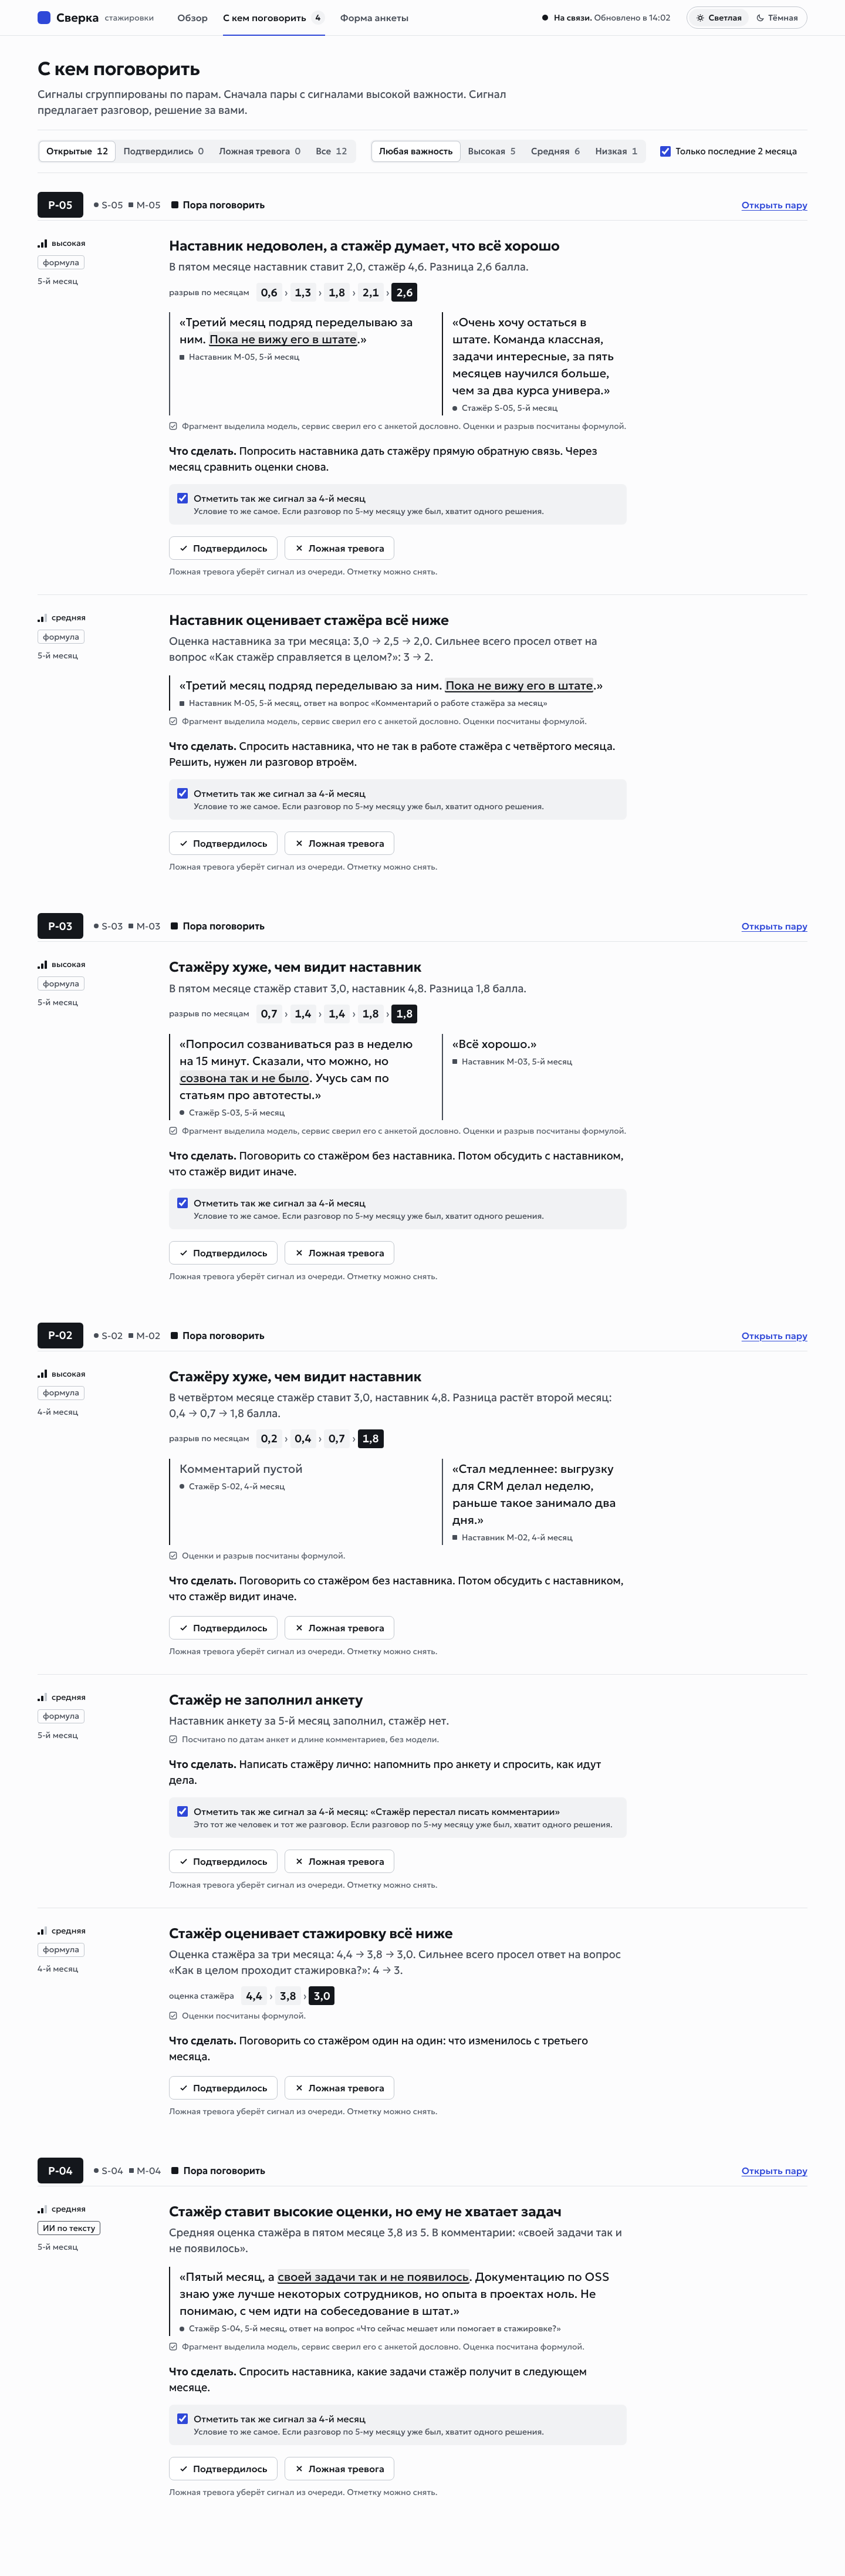 Сверка стажировки Обзор С кем поговорить 4 Форма анкеты На связи. Обновлено в 14:02 Светлая Тёмная
С кем поговорить
Сигналы сгруппированы по парам. Сначала пары с сигналами высокой важности. Сигнал
предлагает разговор, решение за вами.
Открытые 12 Подтвердились 0 Ложная тревога 0 Все 12 Любая важность Высокая 5 Средняя 6 Низкая 1 Только последние 2 месяца
P-05 S-05 M-05 Пора поговорить Открыть пару
высокая
формула
5-й месяц
Наставник недоволен, а стажёр думает, что всё хорошо
В пятом месяце наставник ставит 2,0, стажёр 4,6. Разница 2,6 балла.
разрыв по месяцам 0,6 › 1,3 › 1,8 › 2,1 › 2,6
«Третий месяц подряд переделываю за
ним. Пока не вижу его в штате.»
Наставник M-05, 5-й месяц
«Очень хочу остаться в
штате. Команда классная,
задачи интересные, за пять
месяцев научился больше,
чем за два курса универа.»
Стажёр S-05, 5-й месяц
Фрагмент выделила модель, сервис сверил его с анкетой дословно. Оценки и разрыв посчитаны формулой.
Что сделать. Попросить наставника дать стажёру прямую обратную связь. Через
месяц сравнить оценки снова.
Отметить так же сигнал за 4-й месяц
Условие то же самое. Если разговор по 5-му месяцу уже был, хватит одного решения.
Подтвердилось Ложная тревога
Ложная тревога уберёт сигнал из очереди. Отметку можно снять.
средняя
формула
5-й месяц
Наставник оценивает стажёра всё ниже
Оценка наставника за три месяца: 3,0 → 2,5 → 2,0. Сильнее всего просел ответ на
вопрос «Как стажёр справляется в целом?»: 3 → 2.
«Третий месяц подряд переделываю за ним. Пока не вижу его в штате.»
Наставник M-05, 5-й месяц, ответ на вопрос «Комментарий о работе стажёра за месяц»
Фрагмент выделила модель, сервис сверил его с анкетой дословно. Оценки посчитаны формулой.
Что сделать. Спросить наставника, что не так в работе стажёра с четвёртого месяца.
Решить, нужен ли разговор втроём.
Отметить так же сигнал за 4-й месяц
Условие то же самое. Если разговор по 5-му месяцу уже был, хватит одного решения.
Подтвердилось Ложная тревога
Ложная тревога уберёт сигнал из очереди. Отметку можно снять.
P-03 S-03 M-03 Пора поговорить Открыть пару
высокая
формула
5-й месяц
Стажёру хуже, чем видит наставник
В пятом месяце стажёр ставит 3,0, наставник 4,8. Разница 1,8 балла.
разрыв по месяцам 0,7 › 1,4 › 1,4 › 1,8 › 1,8
«Попросил созваниваться раз в неделю
на 15 минут. Сказали, что можно, но
созвона так и не было. Учусь сам по
статьям про автотесты.»
Стажёр S-03, 5-й месяц
«Всё хорошо.»
Наставник M-03, 5-й месяц
Фрагмент выделила модель, сервис сверил его с анкетой дословно. Оценки и разрыв посчитаны формулой.
Что сделать. Поговорить со стажёром без наставника. Потом обсудить с наставником,
что стажёр видит иначе.
Отметить так же сигнал за 4-й месяц
Условие то же самое. Если разговор по 5-му месяцу уже был, хватит одного решения.
Подтвердилось Ложная тревога
Ложная тревога уберёт сигнал из очереди. Отметку можно снять.
P-02 S-02 M-02 Пора поговорить Открыть пару
высокая
формула
4-й месяц
Стажёру хуже, чем видит наставник
В четвёртом месяце стажёр ставит 3,0, наставник 4,8. Разница растёт второй месяц:
0,4 → 0,7 → 1,8 балла.
разрыв по месяцам 0,2 › 0,4 › 0,7 › 1,8
Комментарий пустой
Стажёр S-02, 4-й месяц
«Стал медленнее: выгрузку
для CRM делал неделю,
раньше такое занимало два
дня.»
Наставник M-02, 4-й месяц
Оценки и разрыв посчитаны формулой.
Что сделать. Поговорить со стажёром без наставника. Потом обсудить с наставником,
что стажёр видит иначе.
Подтвердилось Ложная тревога
Ложная тревога уберёт сигнал из очереди. Отметку можно снять.
средняя
формула
5-й месяц
Стажёр не заполнил анкету
Наставник анкету за 5-й месяц заполнил, стажёр нет.
Посчитано по датам анкет и длине комментариев, без модели.
Что сделать. Написать стажёру лично: напомнить про анкету и спросить, как идут
дела.
Отметить так же сигнал за 4-й месяц: «Стажёр перестал писать комментарии»
Это тот же человек и тот же разговор. Если разговор по 5-му месяцу уже был, хватит одного решения.
Подтвердилось Ложная тревога
Ложная тревога уберёт сигнал из очереди. Отметку можно снять.
средняя
формула
4-й месяц
Стажёр оценивает стажировку всё ниже
Оценка стажёра за три месяца: 4,4 → 3,8 → 3,0. Сильнее всего просел ответ на вопрос
«Как в целом проходит стажировка?»: 4 → 3.
оценка стажёра 4,4 › 3,8 › 3,0
Оценки посчитаны формулой.
Что сделать. Поговорить со стажёром один на один: что изменилось с третьего
месяца.
Подтвердилось Ложная тревога
Ложная тревога уберёт сигнал из очереди. Отметку можно снять.
P-04 S-04 M-04 Пора поговорить Открыть пару
средняя
ИИ по тексту
5-й месяц
Стажёр ставит высокие оценки, но ему не хватает задач
Средняя оценка стажёра в пятом месяце 3,8 из 5. В комментарии: «своей задачи так и
не появилось».
«Пятый месяц, а своей задачи так и не появилось. Документацию по OSS
знаю уже лучше некоторых сотрудников, но опыта в проектах ноль. Не
понимаю, с чем идти на собеседование в штат.»
Стажёр S-04, 5-й месяц, ответ на вопрос «Что сейчас мешает или помогает в стажировке?»
Фрагмент выделила модель, сервис сверил его с анкетой дословно. Оценка посчитана формулой.
Что сделать. Спросить наставника, какие задачи стажёр получит в следующем
месяце.
Отметить так же сигнал за 4-й месяц
Условие то же самое. Если разговор по 5-му месяцу уже был, хватит одного решения.
Подтвердилось Ложная тревога
Ложная тревога уберёт сигнал из очереди. Отметку можно снять.